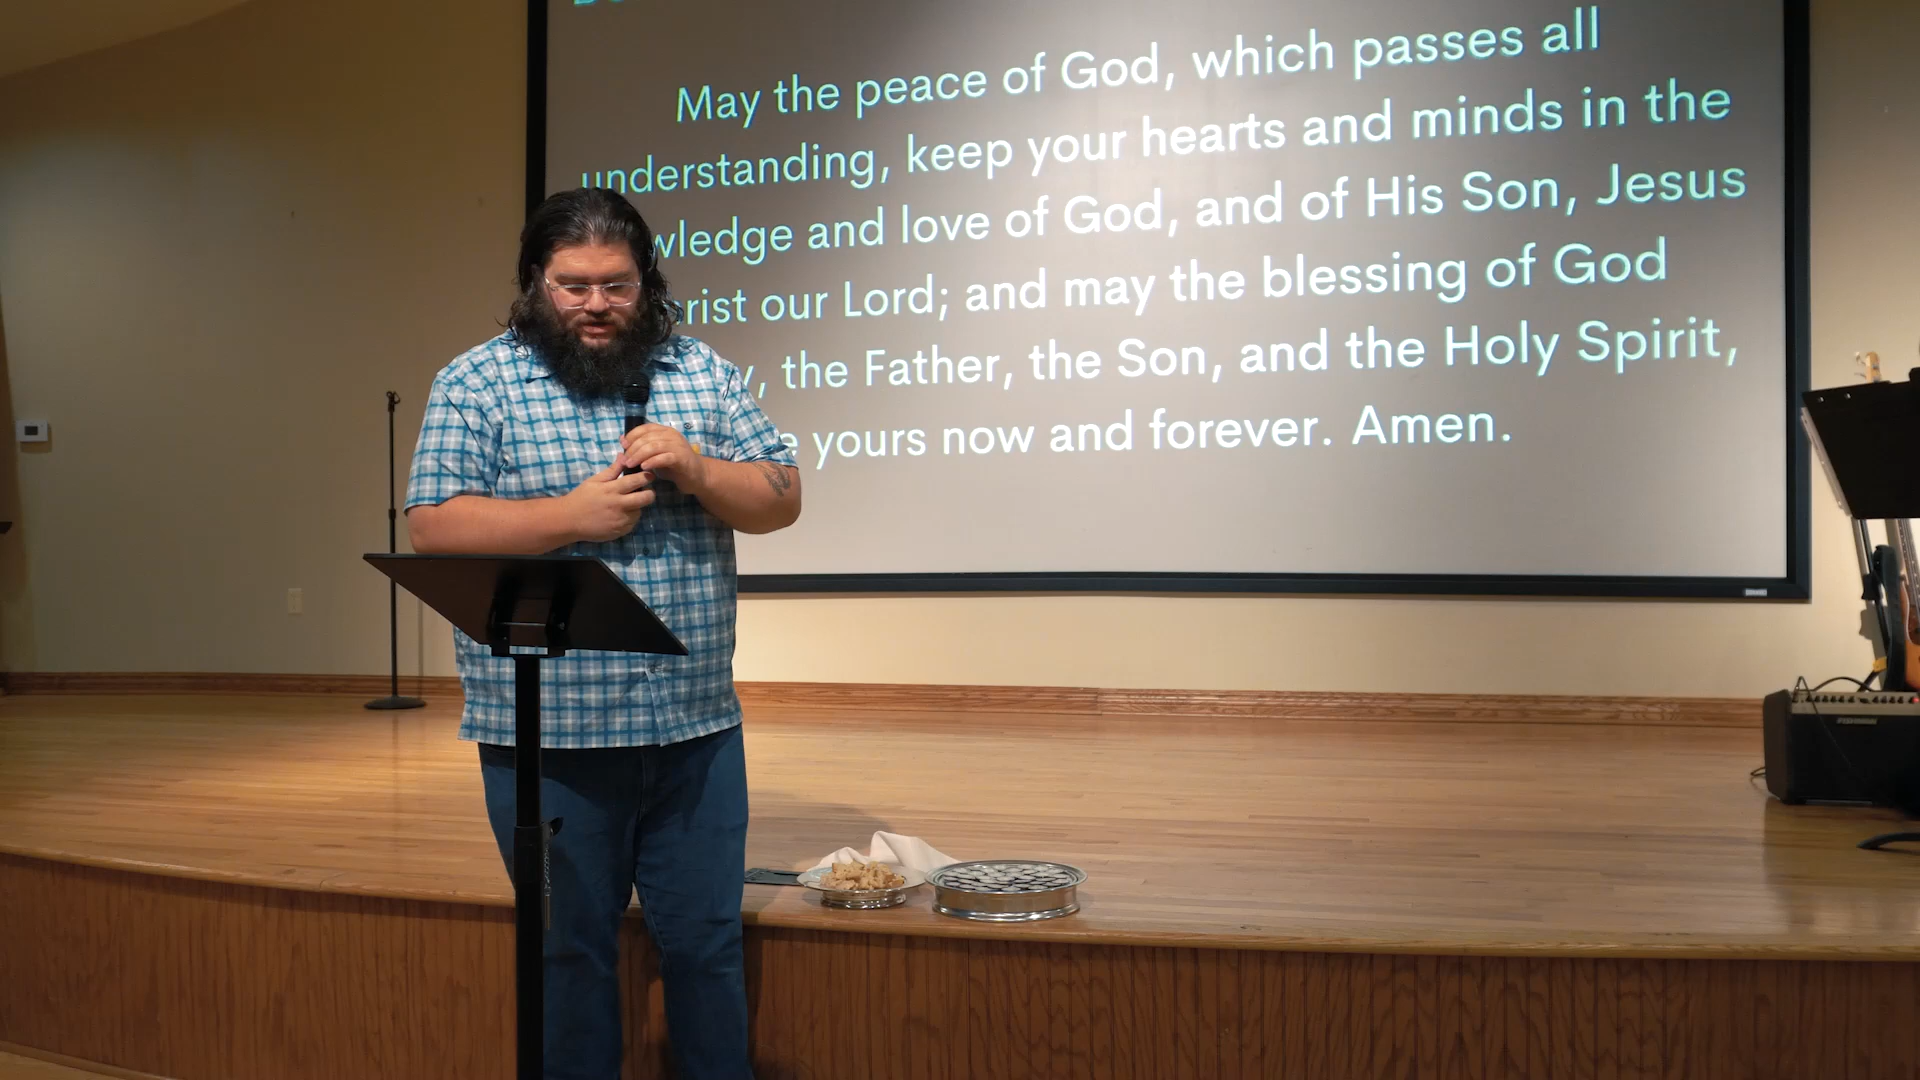 May the peace of God, which passes all
understanding, keep your hearts and minds in the
wledge and love of God, and of His Son, Jesus
rist our Lord; and may the blessing of God
y, the Father, the Son, and the Holy Spirit,
e yours now and forever. Amen.
FISHMAN